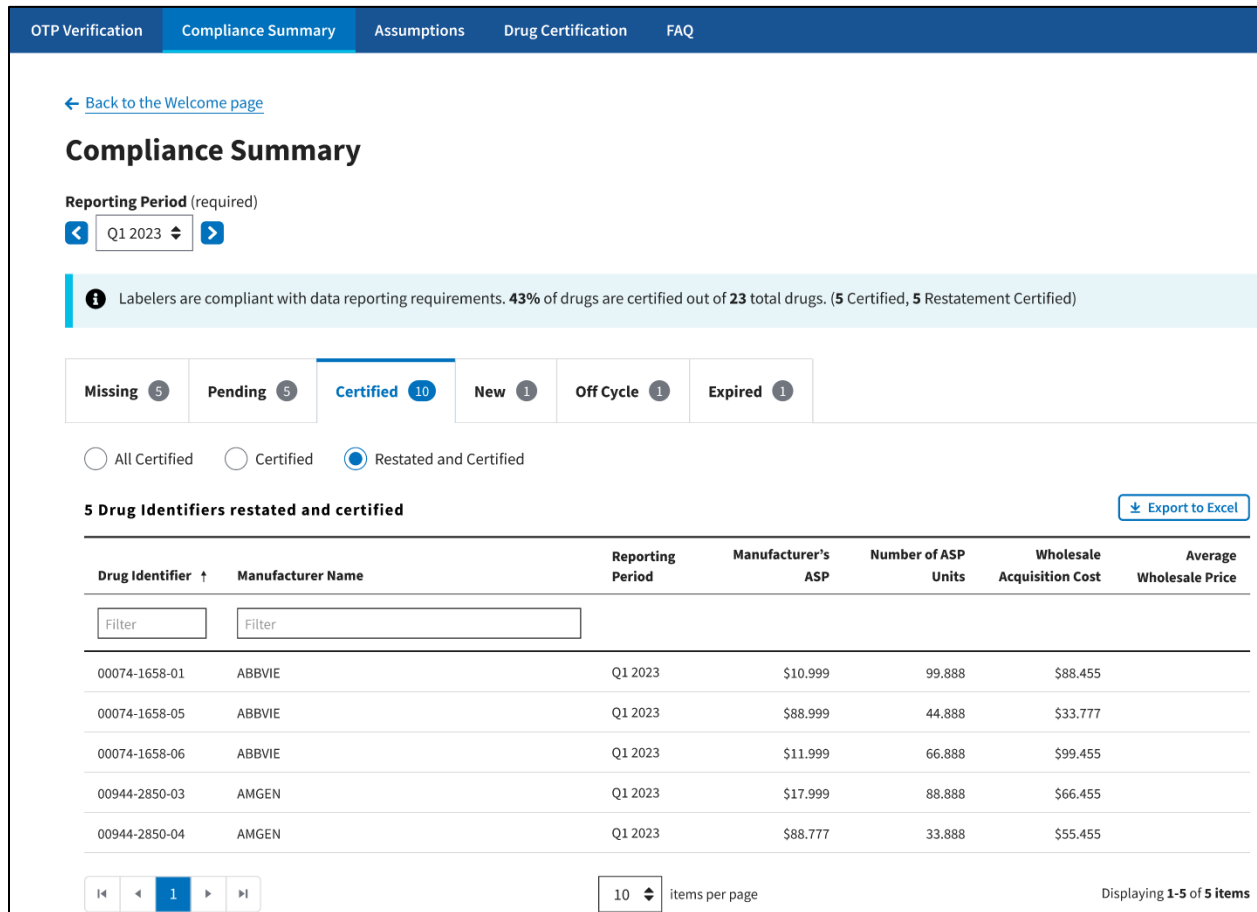 OTP Verification Compliance Summary Assumptions Drug Certification FAQ
← Back to the Welcome page
Compliance Summary
Reporting Period (required)
Q1 2023
Labelers are compliant with data reporting requirements. 43% of drugs are certified out of 23 total drugs. (5 Certified, 5 Restatement Certified)
Missing 5 Pending 5 Certified 10 New 1 Off Cycle 1 Expired 1
All Certified Certified Restated and Certified
5 Drug Identifiers restated and certified Export to Excel
Drug Identifier ↑ Manufacturer Name Reporting Period Manufacturer's ASP Number of ASP Units Wholesale Acquisition Cost Average Wholesale Price
Filter Filter
00074-1658-01 ABBVIE Q1 2023 $10.999 99.888 $88.455
00074-1658-05 ABBVIE Q1 2023 $88.999 44.888 $33.777
00074-1658-06 ABBVIE Q1 2023 $11.999 66.888 $99.455
00944-2850-03 AMGEN Q1 2023 $17.999 88.888 $66.455
00944-2850-04 AMGEN Q1 2023 $88.777 33.888 $55.455
1 10 items per page Displaying 1-5 of 5 items